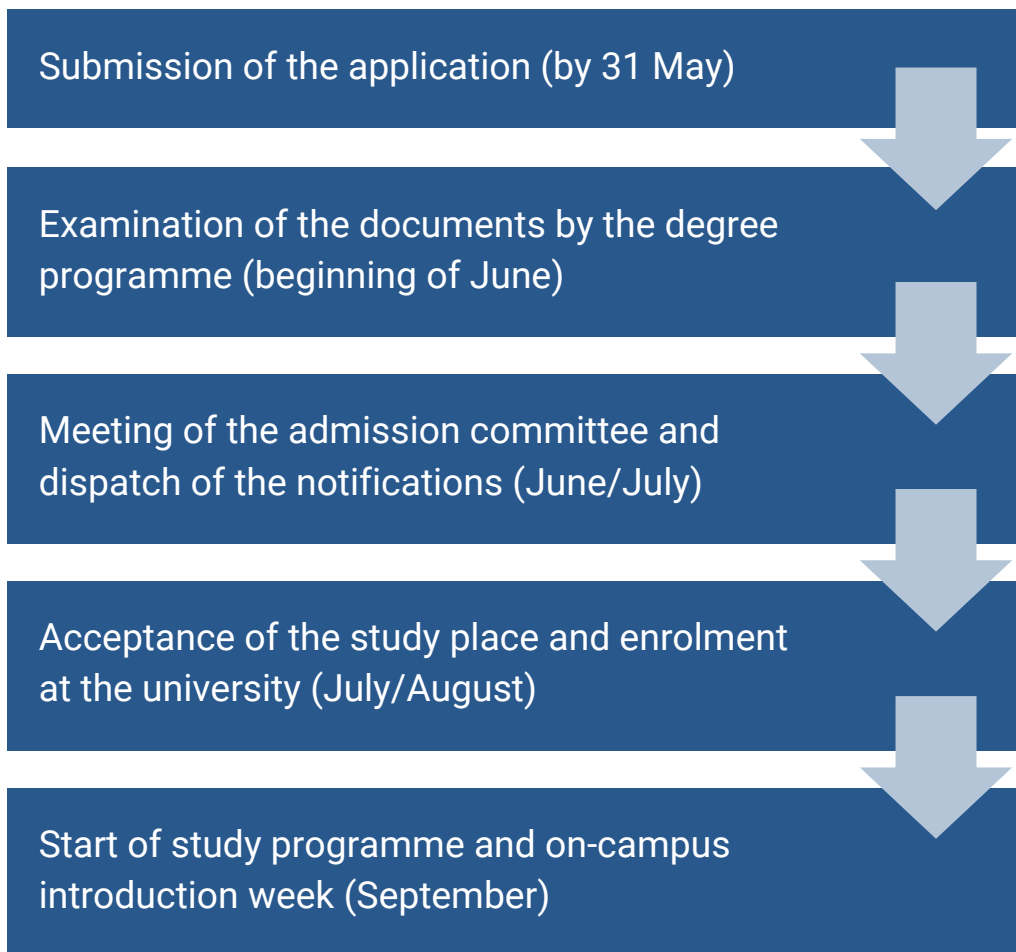 Submission of the application (by 31 May)
Examination of the documents by the degree
programme (beginning of June)
Meeting of the admission committee and
dispatch of the notifications (June/July)
Acceptance of the study place and enrolment
at the university (July/August)
Start of study programme and on-campus
introduction week (September)